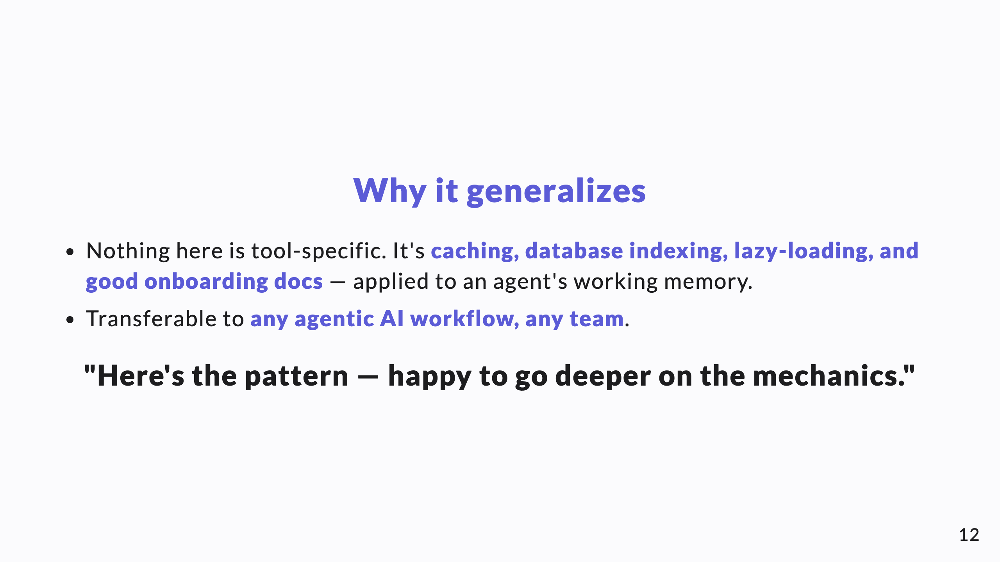 Why it generalizes
• Nothing here is tool-specific. It's caching, database indexing, lazy-loading, and
good onboarding docs — applied to an agent's working memory.
• Transferable to any agentic AI workflow, any team.
"Here's the pattern — happy to go deeper on the mechanics."
12